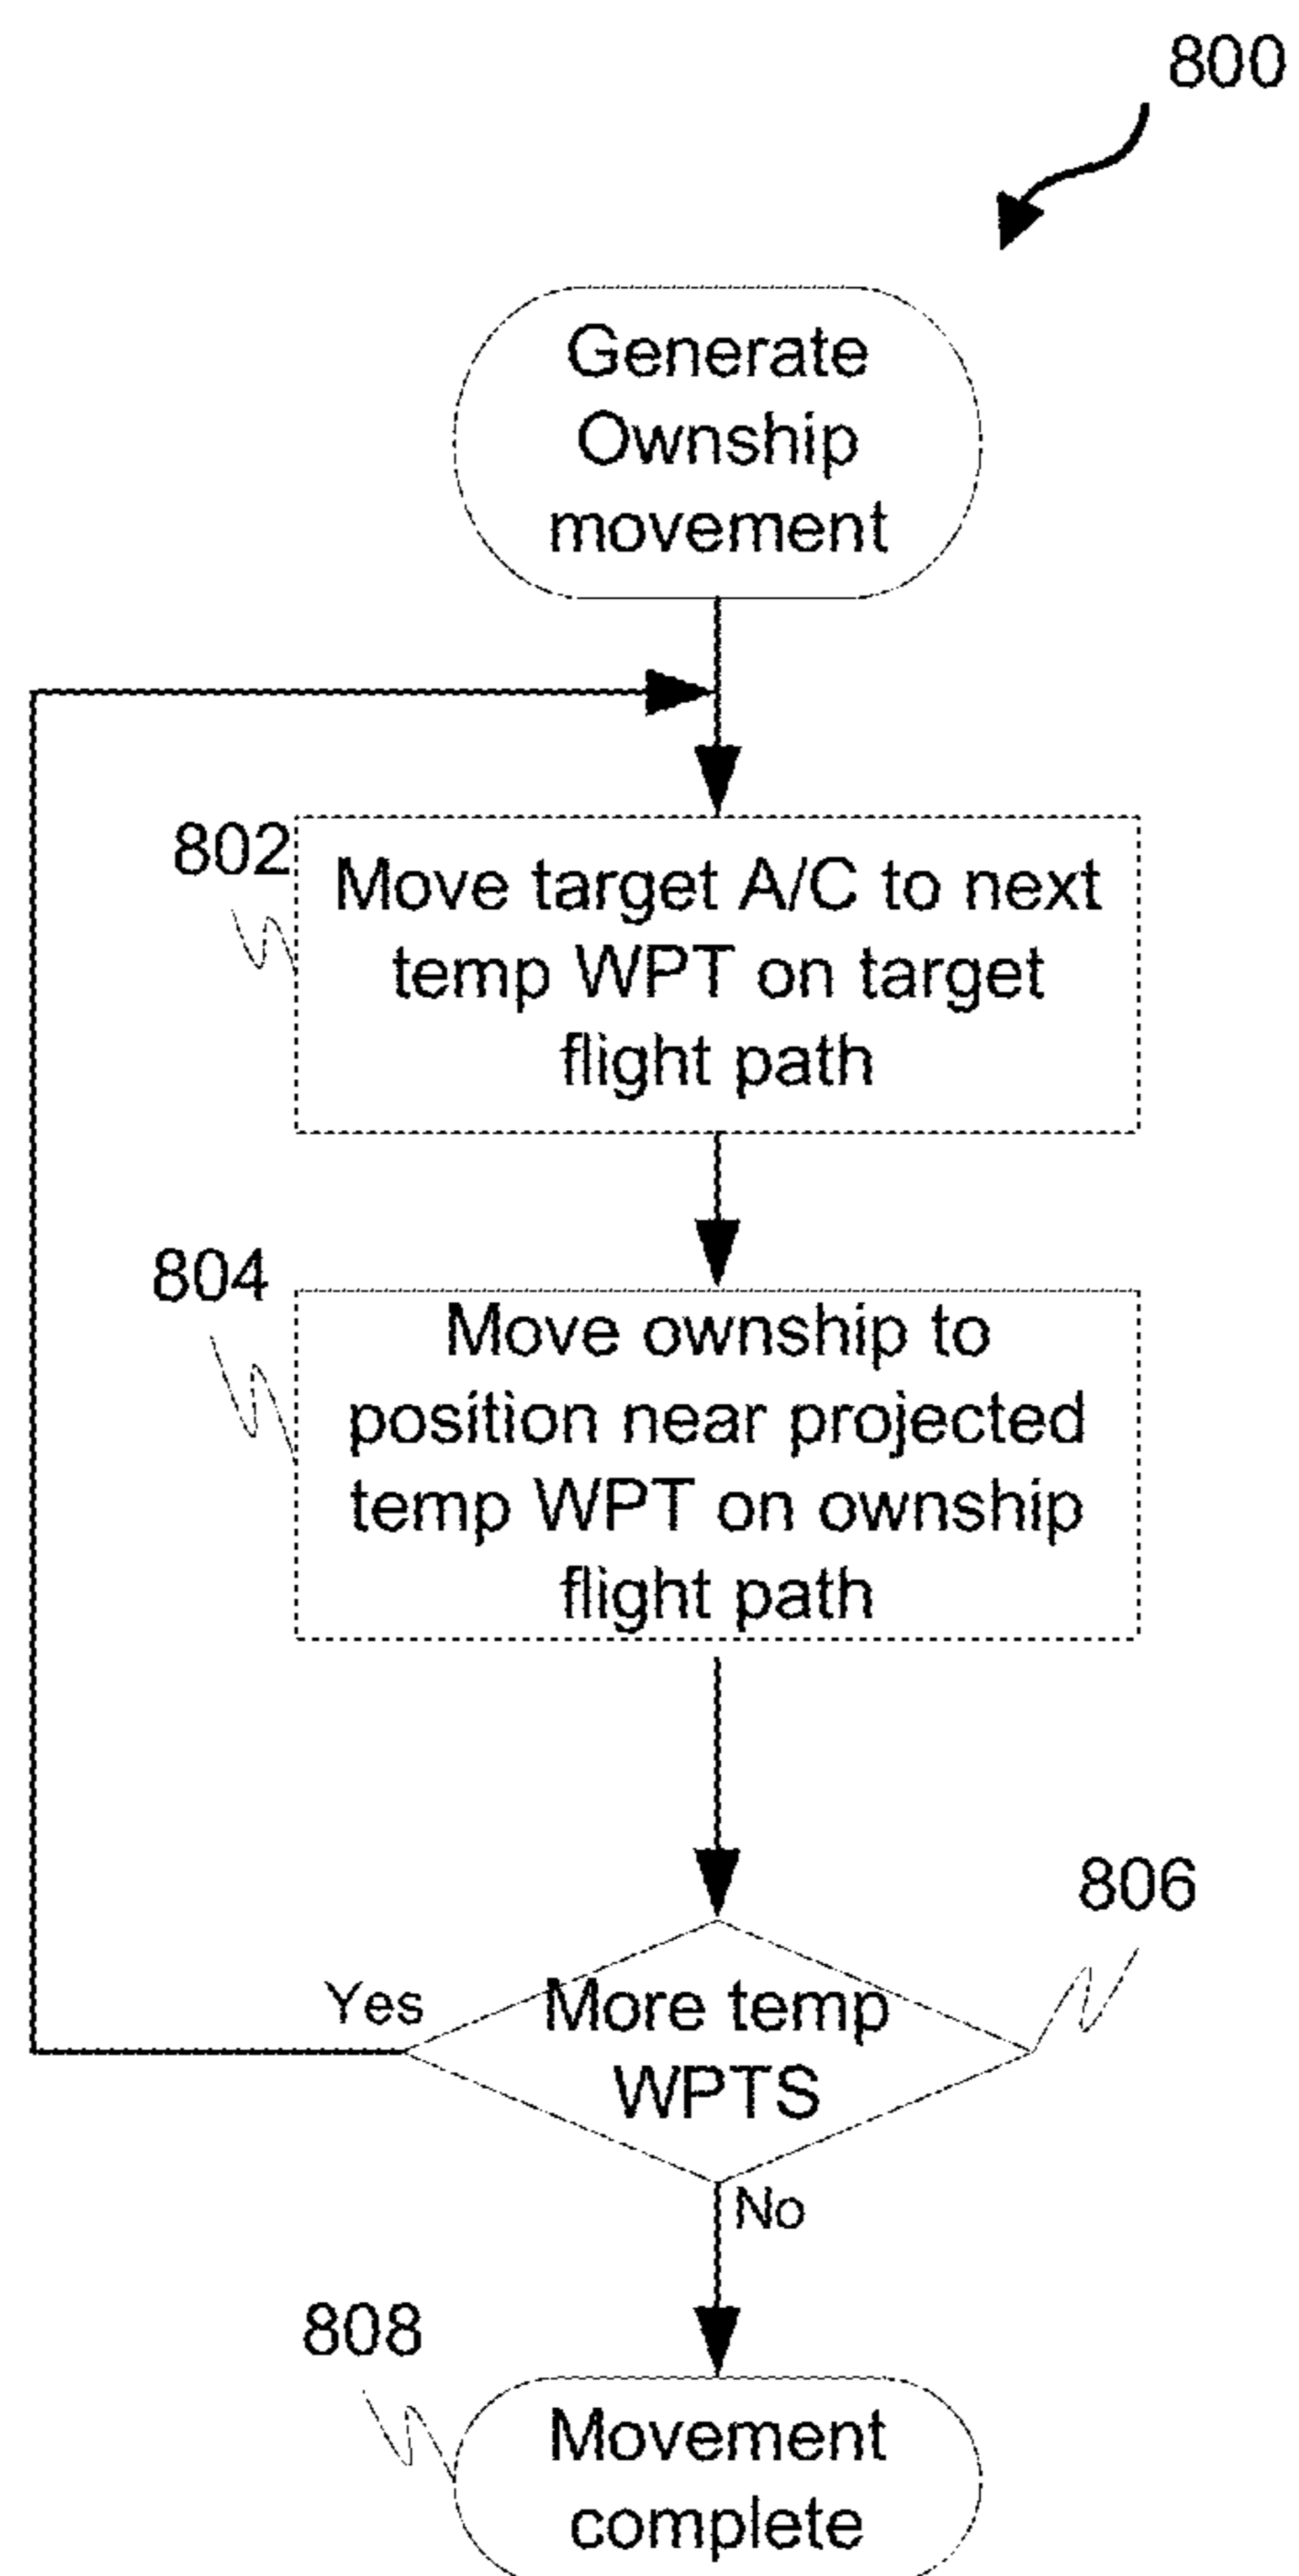 800
Generate
Ownship
movement
802
Move target A/C to next
temp WPT on target
flight path
804
Move ownship to
position near projected
temp WPT on ownship
flight path
806
Yes
More temp
WPTS
No
808
Movement
complete